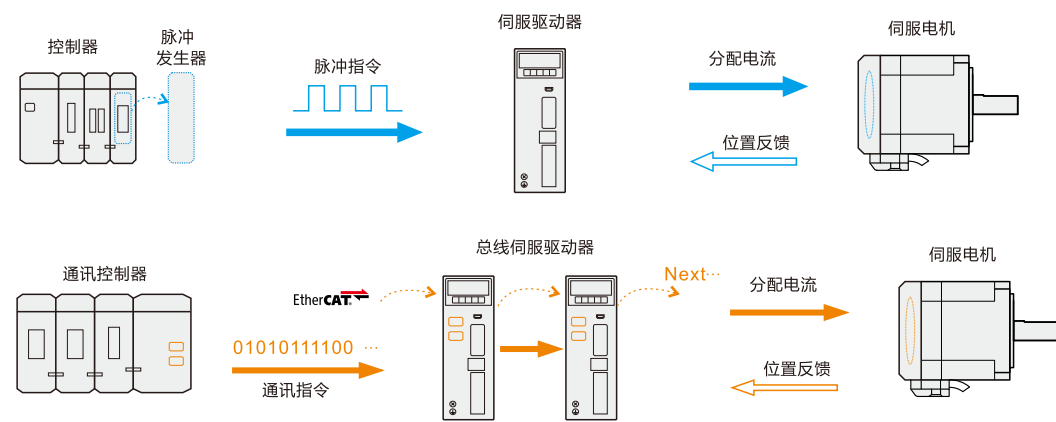 伺服驱动器
伺服电机
控制器
脉冲
发生器
脉冲指令
分配电流
位置反馈
总线伺服驱动器
伺服电机
通讯控制器
EtherCAT
Next···
分配电流
01010111100 ···
通讯指令
位置反馈